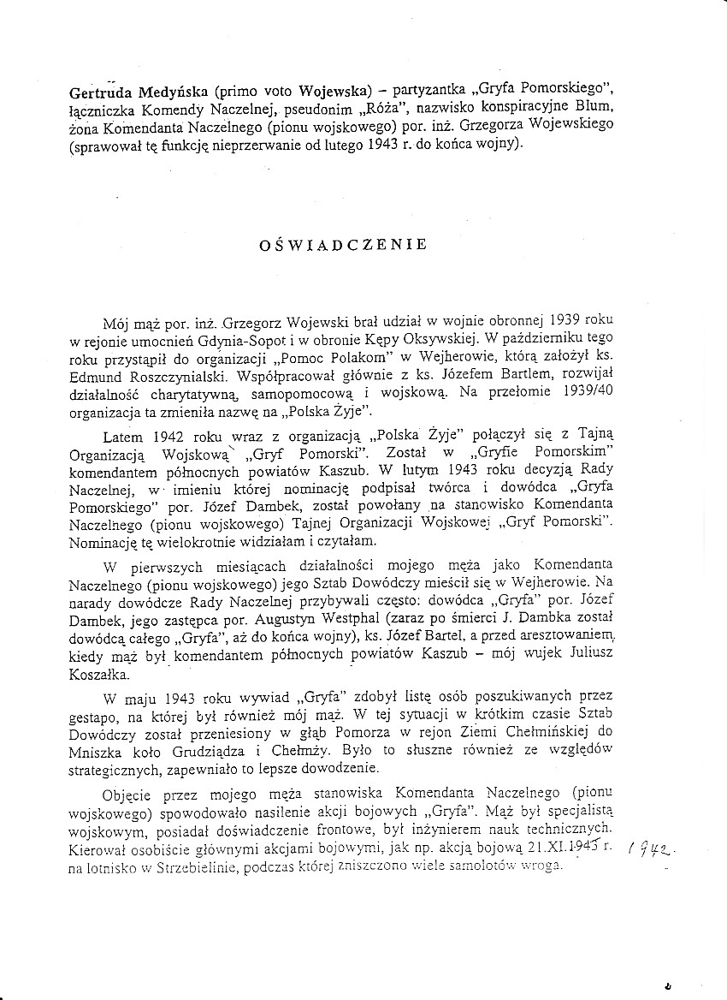 Gertruda Medyńska (primo voto Wojewska) – partyzantka „Gryfa Pomorskiego",
łączniczka Komendy Naczelnej, pseudonim „Róża", nazwisko konspiracyjne Blum,
żona Komendanta Naczelnego (pionu wojskowego) por. inż. Grzegorza Wojewskiego
(sprawował tę funkcję nieprzerwanie od lutego 1943 r. do końca wojny).
OŚWIADCZENIE
Mój mąż por. inż. Grzegorz Wojewski brał udział w wojnie obronnej 1939 roku
w rejonie umocnień Gdynia-Sopot i w obronie Kępy Oksywskiej. W październiku tego
roku przystąpił do organizacji „Pomoc Polakom" w Wejherowie, którą założył ks.
Edmund Roszczynialski. Współpracował głównie z ks. Józefem Bartlem, rozwijał
działalność charytatywną, samopomocową i wojskową. Na przełomie 1939/40
organizacja ta zmieniła nazwę na „Polska Żyje".
Latem 1942 roku wraz z organizacją „Polska Żyje" połączył się z Tajną
Organizacją Wojskową „Gryf Pomorski". Został w „Gryfie Pomorskim"
komendantem północnych powiatów Kaszub. W lutym 1943 roku decyzją Rady
Naczelnej, w imieniu której nominację podpisał twórca i dowódca „Gryfa
Pomorskiego" por. Józef Dambek, został powołany na stanowisko Komendanta
Naczelnego (pionu wojskowego) Tajnej Organizacji Wojskowej „Gryf Pomorski".
Nominację tę wielokrotnie widziałam i czytałam.
W pierwszych miesiącach działalności mojego męża jako Komendanta
Naczelnego (pionu wojskowego) jego Sztab Dowódczy mieścił się w Wejherowie. Na
narady dowódcze Rady Naczelnej przybywali często: dowódca „Gryfa" por. Józef
Dambek, jego zastępca por. Augustyn Westphal (zaraz po śmierci J. Dambka został
dowódcą całego „Gryfa", aż do końca wojny), ks. Józef Bartel, a przed aresztowaniem,
kiedy mąż był komendantem północnych powiatów Kaszub – mój wujek Juliusz
Koszałka.
W maju 1943 roku wywiad „Gryfa" zdobył listę osób poszukiwanych przez
gestapo, na której był również mój mąż. W tej sytuacji w krótkim czasie Sztab
Dowódczy został przeniesiony w głąb Pomorza w rejon Ziemi Chełmińskiej do
Mniszka koło Grudziądza i Chełmży. Było to słuszne również ze względów
strategicznych, zapewniało to lepsze dowodzenie.
Objęcie przez mojego męża stanowiska Komendanta Naczelnego (pionu
wojskowego) spowodowało nasilenie akcji bojowych „Gryfa". Mąż był specjalistą
wojskowym, posiadał doświadczenie frontowe, był inżynierem nauk technicznych.
Kierował osobiście głównymi akcjami bojowymi, jak np. akcją bojową 21.XI.1943 r. 1942.
na lotnisko w Strzebielinie, podczas której zniszczono wiele samolotów wroga.